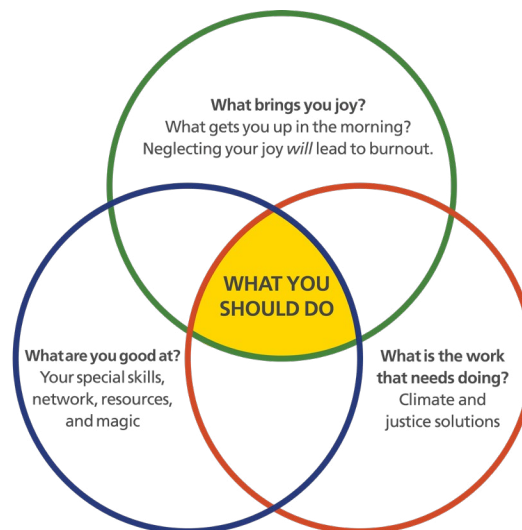 What brings you joy?
What gets you up in the morning?
Neglecting your joy will lead to burnout.
WHAT YOU
SHOULD DO
What are you good at?
Your special skills,
network, resources,
and magic
What is the work
that needs doing?
Climate and
justice solutions